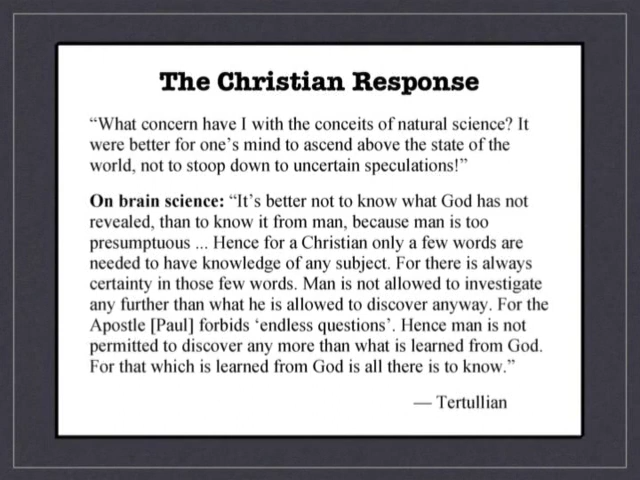 The Christian Response
“What concern have I with the conceits of natural science? It
were better for one’s mind to ascend above the state of the
world, not to stoop down to uncertain speculations!”
On brain science: “It’s better not to know what God has not
revealed, than to know it from man, because man is too
presumptuous ... Hence for a Christian only a few words are
needed to have knowledge of any subject. For there is always
certainty in those few words. Man is not allowed to investigate
any further than what he is allowed to discover anyway. For the
Apostle [Paul] forbids ‘endless questions’. Hence man is not
permitted to discover any more than what is learned from God.
For that which is learned from God is all there is to know.”
— Tertullian